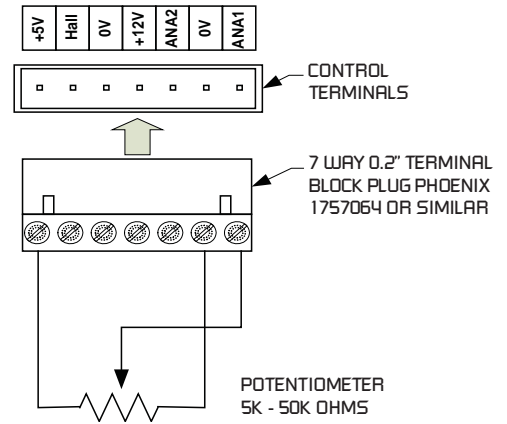 +5V
Hall
0V
+12V
ANA2
0V
ANA1
CONTROL
TERMINALS
7 WAY 0.2" TERMINAL
BLOCK PLUG PHOENIX
1757064 OR SIMILAR
POTENTIOMETER
5K - 50K OHMS